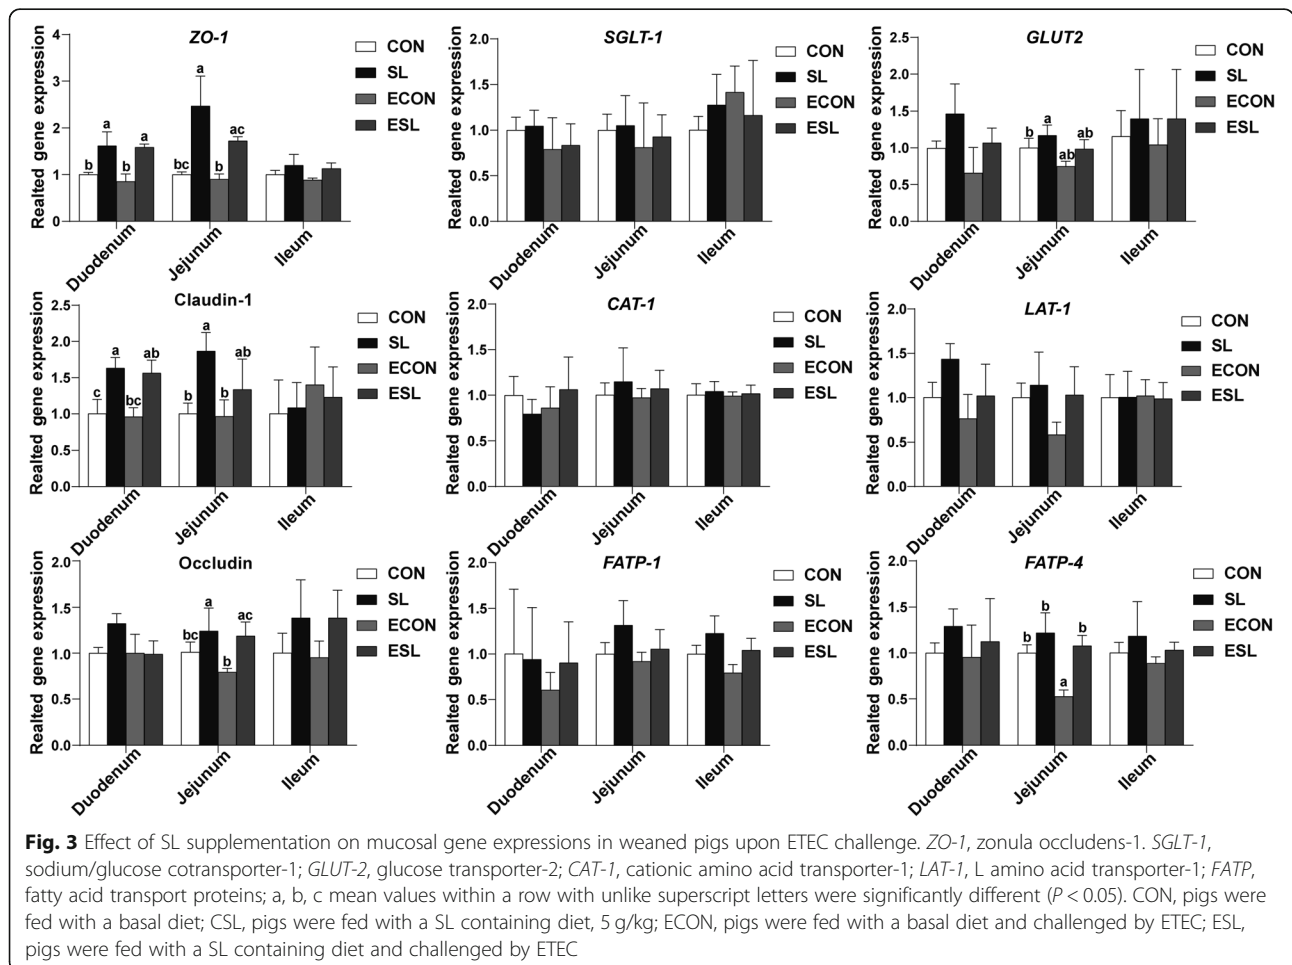 ZO-1
Realted gene expression
4
3
2
1
0
b
a
b
a
bc
a
b
ac
Duodenum
Jejunum
Ileum
CON
SL
ECON
ESL
SGLT-1
Realted gene expression
2.0
1.5
1.0
0.5
0.0
Duodenum
Jejunum
Ileum
CON
SL
ECON
ESL
GLUT2
Realted gene expression
2.5
2.0
1.5
1.0
0.5
0.0
b
a
ab
ab
Duodenum
Jejunum
Ileum
CON
SL
ECON
ESL
Claudin-1
Realted gene expression
2.5
2.0
1.5
1.0
0.5
0.0
c
a
bc
ab
b
a
b
ab
Duodenum
Jejunum
Ileum
CON
SL
ECON
ESL
CAT-1
Realted gene expression
2.0
1.5
1.0
0.5
0.0
Duodenum
Jejunum
Ileum
CON
SL
ECON
ESL
LAT-1
Realted gene expression
2.0
1.5
1.0
0.5
0.0
Duodenum
Jejunum
Ileum
CON
SL
ECON
ESL
Occludin
Realted gene expression
2.0
1.5
1.0
0.5
0.0
bc
a
b
ac
Duodenum
Jejunum
Ileum
CON
SL
ECON
ESL
FATP-1
Realted gene expression
2.0
1.5
1.0
0.5
0.0
Duodenum
Jejunum
Ileum
CON
SL
ECON
ESL
FATP-4
Realted gene expression
2.0
1.5
1.0
0.5
0.0
b
b
a
b
Duodenum
Jejunum
Ileum
CON
SL
ECON
ESL
Fig. 3 Effect of SL supplementation on mucosal gene expressions in weaned pigs upon ETEC challenge. ZO-1, zonula occludens-1. SGLT-1,
sodium/glucose cotransporter-1; GLUT-2, glucose transporter-2; CAT-1, cationic amino acid transporter-1; LAT-1, L amino acid transporter-1; FATP,
fatty acid transport proteins; a, b, c mean values within a row with unlike superscript letters were significantly different (P < 0.05). CON, pigs were
fed with a basal diet; CSL, pigs were fed with a SL containing diet, 5 g/kg; ECON, pigs were fed with a basal diet and challenged by ETEC; ESL,
pigs were fed with a SL containing diet and challenged by ETEC